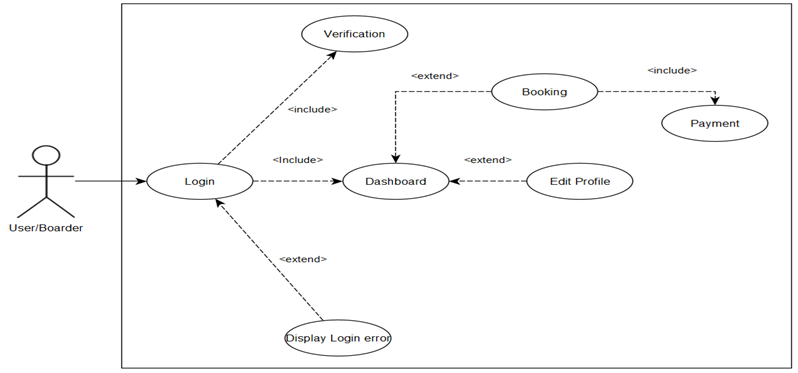 Verification
<extend>
<include>
Booking
<include>
Payment
<Include>
<extend>
Login
Dashboard
Edit Profile
User/Boarder
<extend>
Display Login error